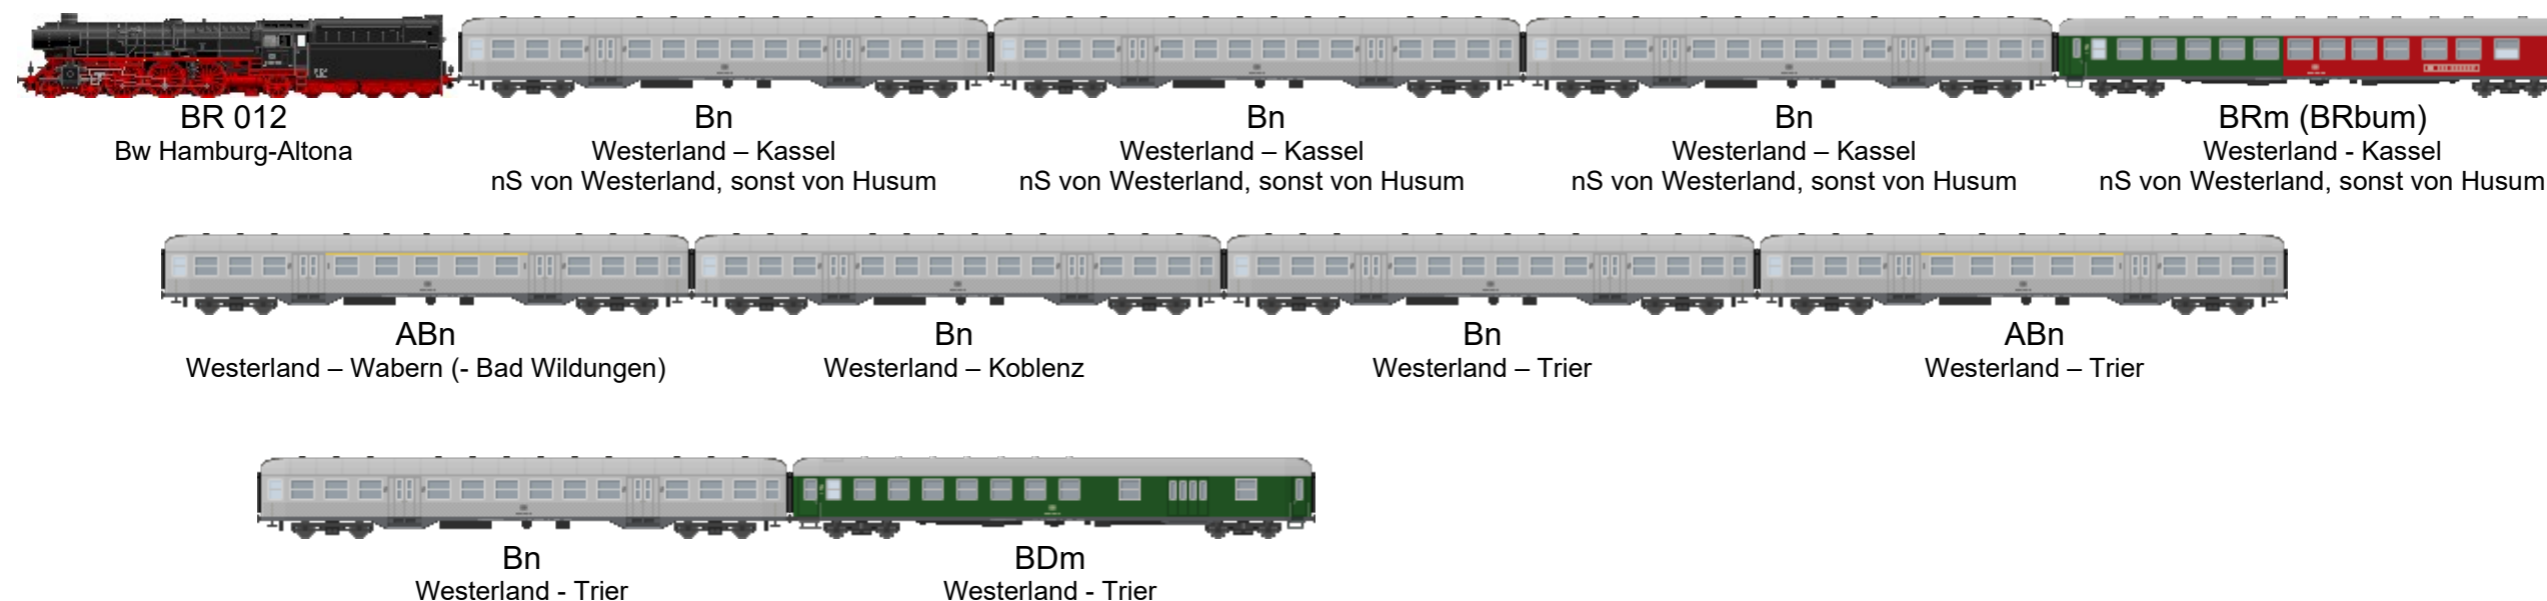 BR 012
Bw Hamburg-Altona
Bn
Westerland – Kassel
nS von Westerland, sonst von Husum
Bn
Westerland – Kassel
nS von Westerland, sonst von Husum
Bn
Westerland – Kassel
nS von Westerland, sonst von Husum
BRm (BRbum)
Westerland - Kassel
nS von Westerland, sonst von Husum
ABn
Westerland – Wabern (- Bad Wildungen)
Bn
Westerland – Koblenz
Bn
Westerland – Trier
ABn
Westerland – Trier
Bn
Westerland - Trier
BDm
Westerland - Trier